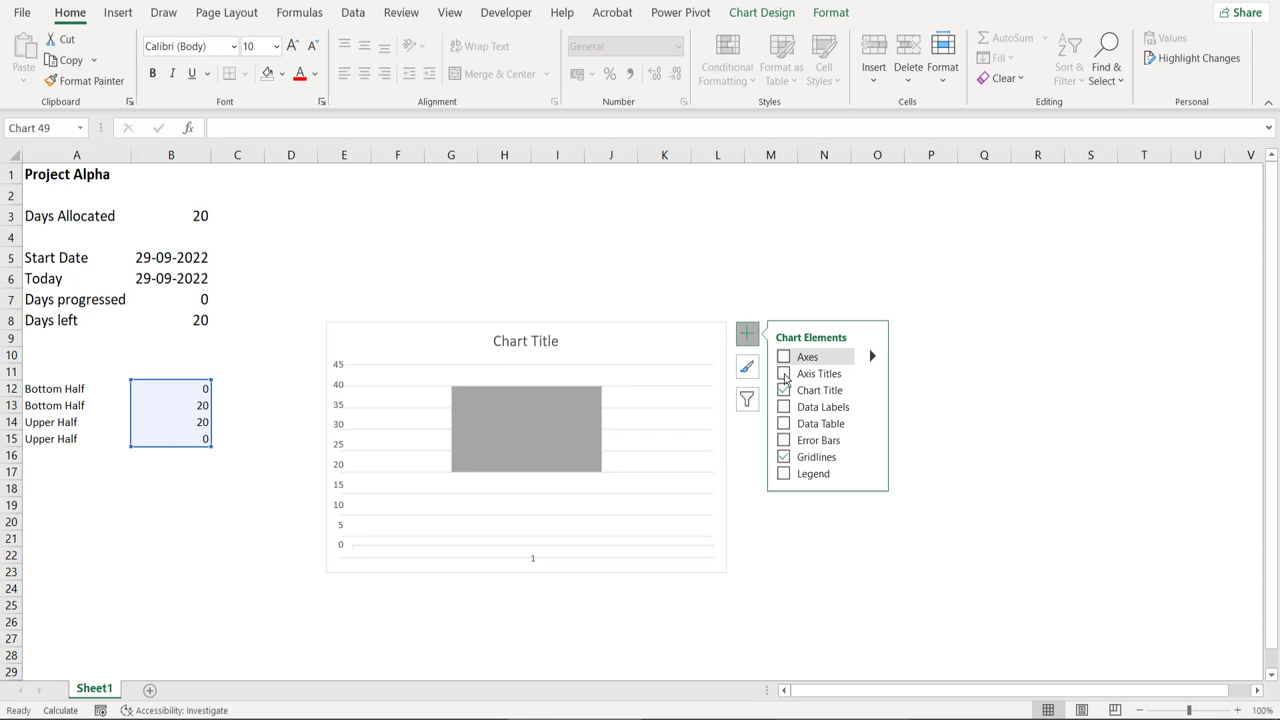 File Home Insert Draw Page Layout Formulas Data Review View Developer Help Acrobat Power Pivot Chart Design Format Share
Paste
Cut
Copy
Format Painter
Clipboard
Calibri (Body) 10 A A
B I U A
Font
Wrap Text
Merge & Center
Alignment
General
%
Number
Conditional Formatting
Format as Table
Cell Styles
Styles
Insert
Delete
Format
Cells
AutoSum
Fill
Clear
Sort & Filter
Find & Select
Editing
Values
Highlight Changes
Personal
Chart 49 fx
A B C D E F G H I J K L M N O P Q R S T U V
1 Project Alpha
2
3 Days Allocated 20
4
5 Start Date 29-09-2022
6 Today 29-09-2022
7 Days progressed 0
8 Days left 20
9
10
11
12 Bottom Half 0
13 Bottom Half 20
14 Upper Half 20
15 Upper Half 0
16
17
18
19
20
21
22
23
24
25
26
27
28
29
Chart Title
45
40
35
30
25
20
15
10
5
0
1
Chart Elements
Axes
Axis Titles
Chart Title
Data Labels
Data Table
Error Bars
Gridlines
Legend
Sheet1
Ready Calculate Accessibility: Investigate 100%